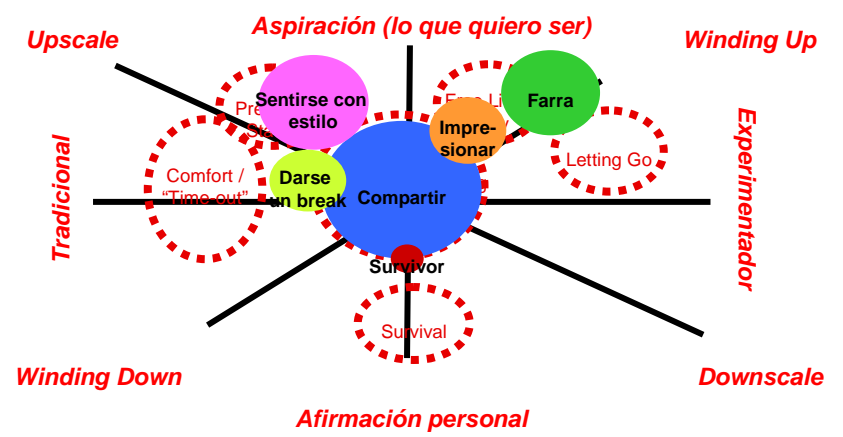 Aspiración (lo que quiero ser)
Upscale
Winding Up
Sentirse con
estilo
Farra
Impre-
sionar
Letting Go
Comfort /
“Time-out”
Darse
un break
Compartir
Tradicional
Experimentador
Survivor
Survival
Winding Down
Downscale
Afirmación personal